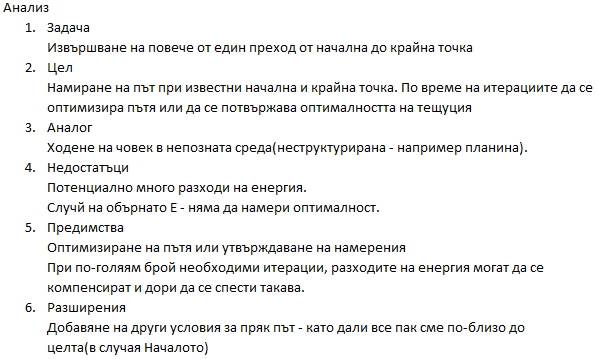 Анализ
1. Задача
Извършване на повече от един преход от начална до крайна точка
2. Цел
Намиране на път при известни начална и крайна точка. По време на итерациите да се
оптимизира пътя или да се потвържава оптималността на тещуция
3. Аналог
Ходене на човек в непозната среда(неструктурирана - например планина).
4. Недостатъци
Потенциално много разходи на енергия.
Случй на обърнато Е - няма да намери оптималност.
5. Предимства
Оптимизиране на пътя или утвърждаване на намерения
При по-голям брой необходими итерации, разходите на енергия могат да се
компенсират и дори да се спести такава.
6. Разширения
Добавяне на други условия за пряк път - като дали все пак сме по-близо до
целта(в случая Началото)